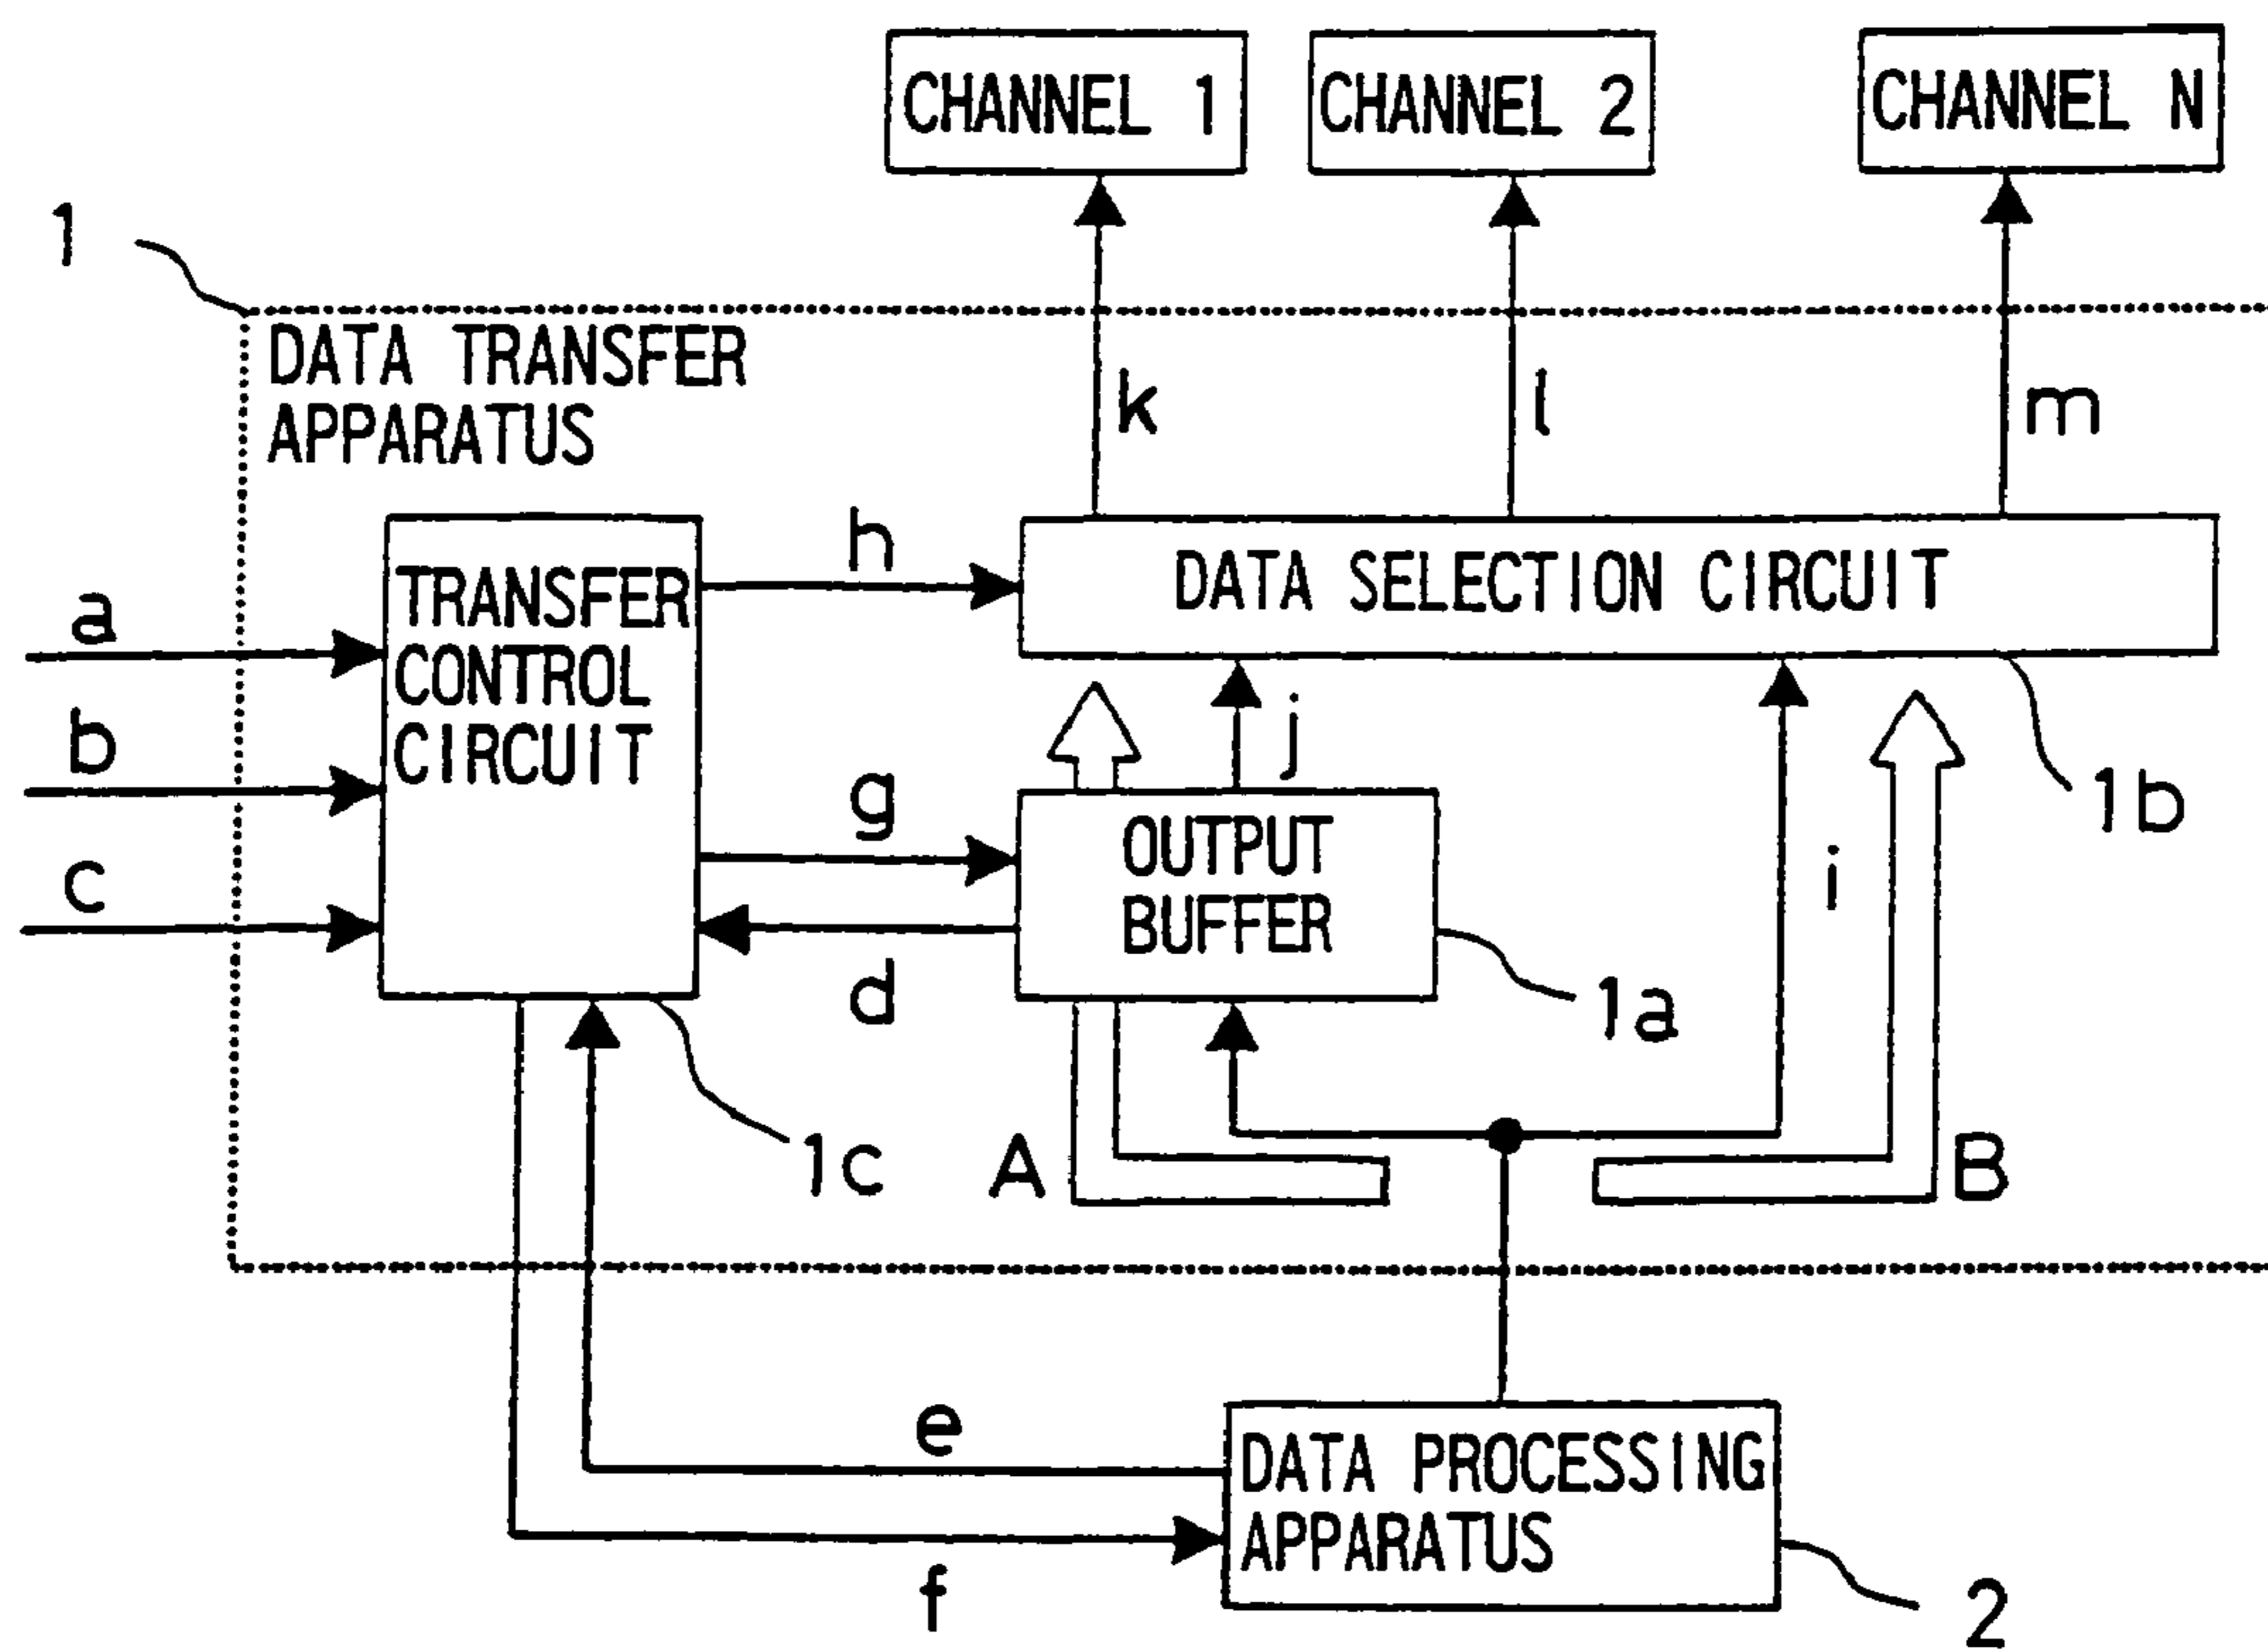 CHANNEL 1
CHANNEL 2
CHANNEL N
1
DATA TRANSFER
APPARATUS
k
l
m
h
DATA SELECTION CIRCUIT
TRANSFER
CONTROL
CIRCUIT
a
b
c
j
1b
g
OUTPUT
BUFFER
i
d
1a
1c
A
B
e
DATA PROCESSING
APPARATUS
f
2